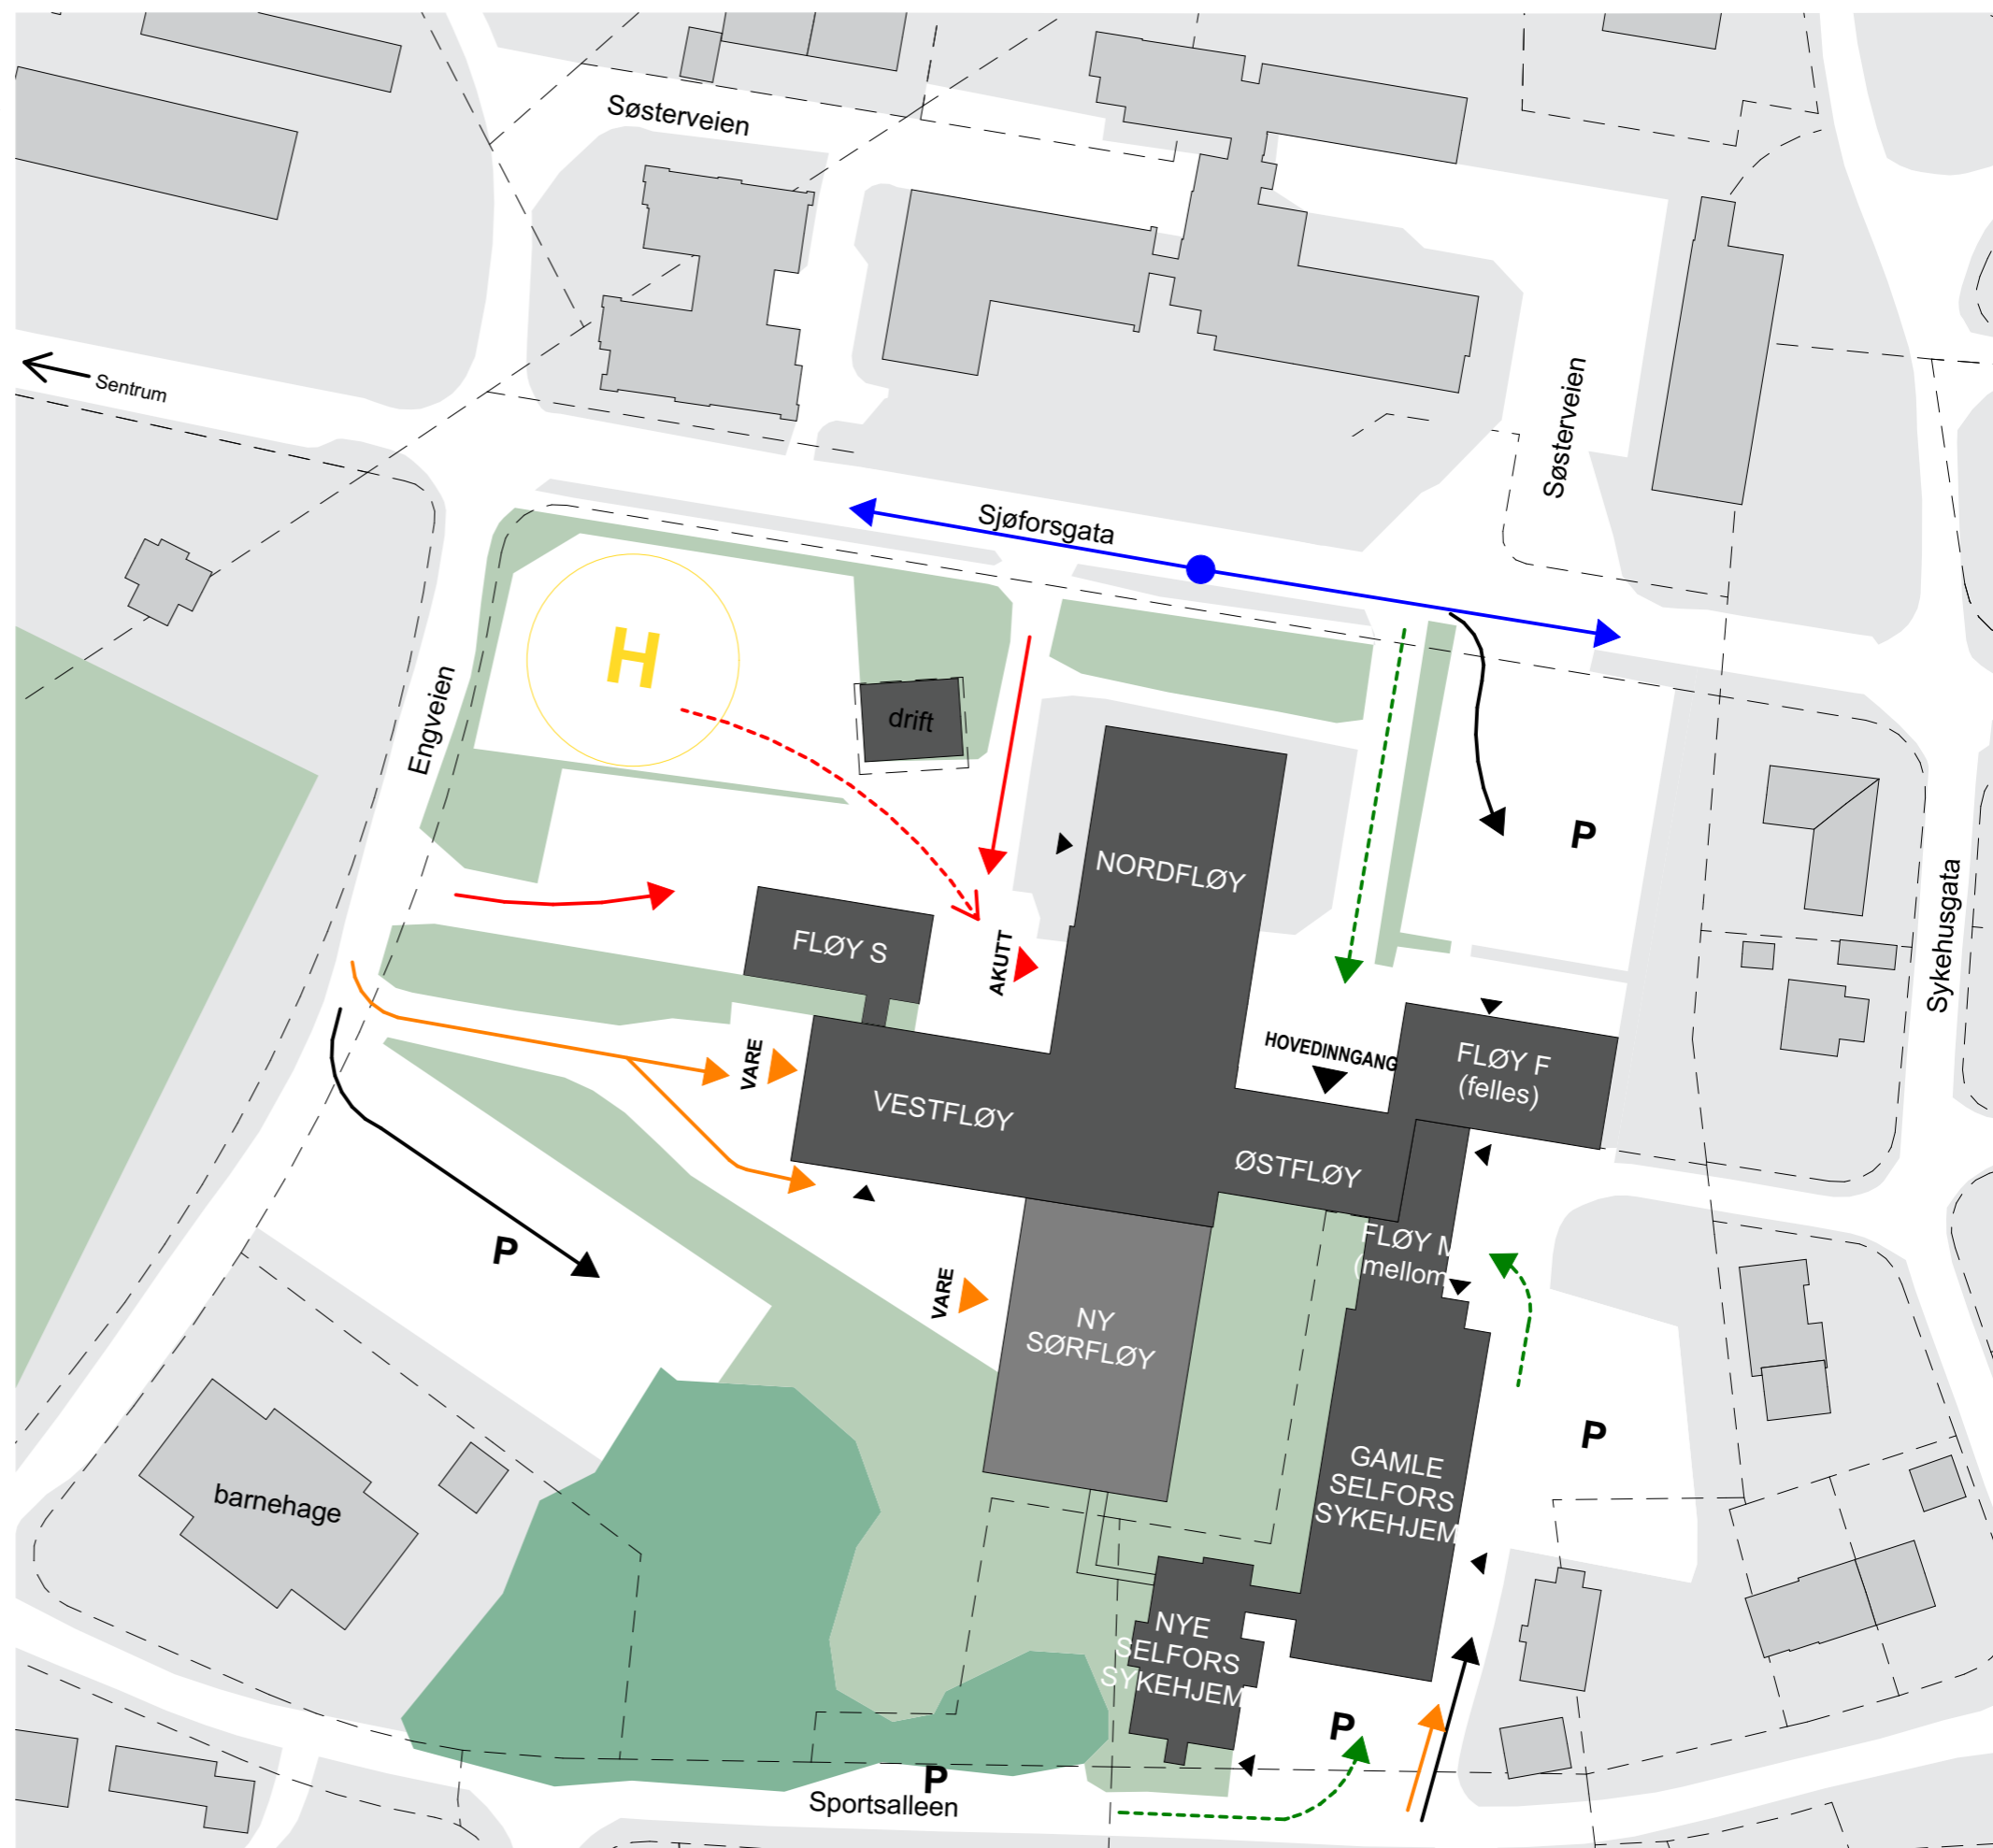 Søsterveien
Sentrum
Søsterveien
Sjøforsgata
H
drift
Engveien
P
NORDFLØY
Sykehusgata
FLØY S
AKUTT
HOVEDINNGANG
FLØY F
(felles)
VARE
VESTFLØY
ØSTFLØY
P
FLØY M
(mellom
VARE
NY
SØRFLØY
P
GAMLE
SELFORS
SYKEHJEM
barnehage
NYE
SELFORS
SYKEHJEM
P
P
Sportsalleen